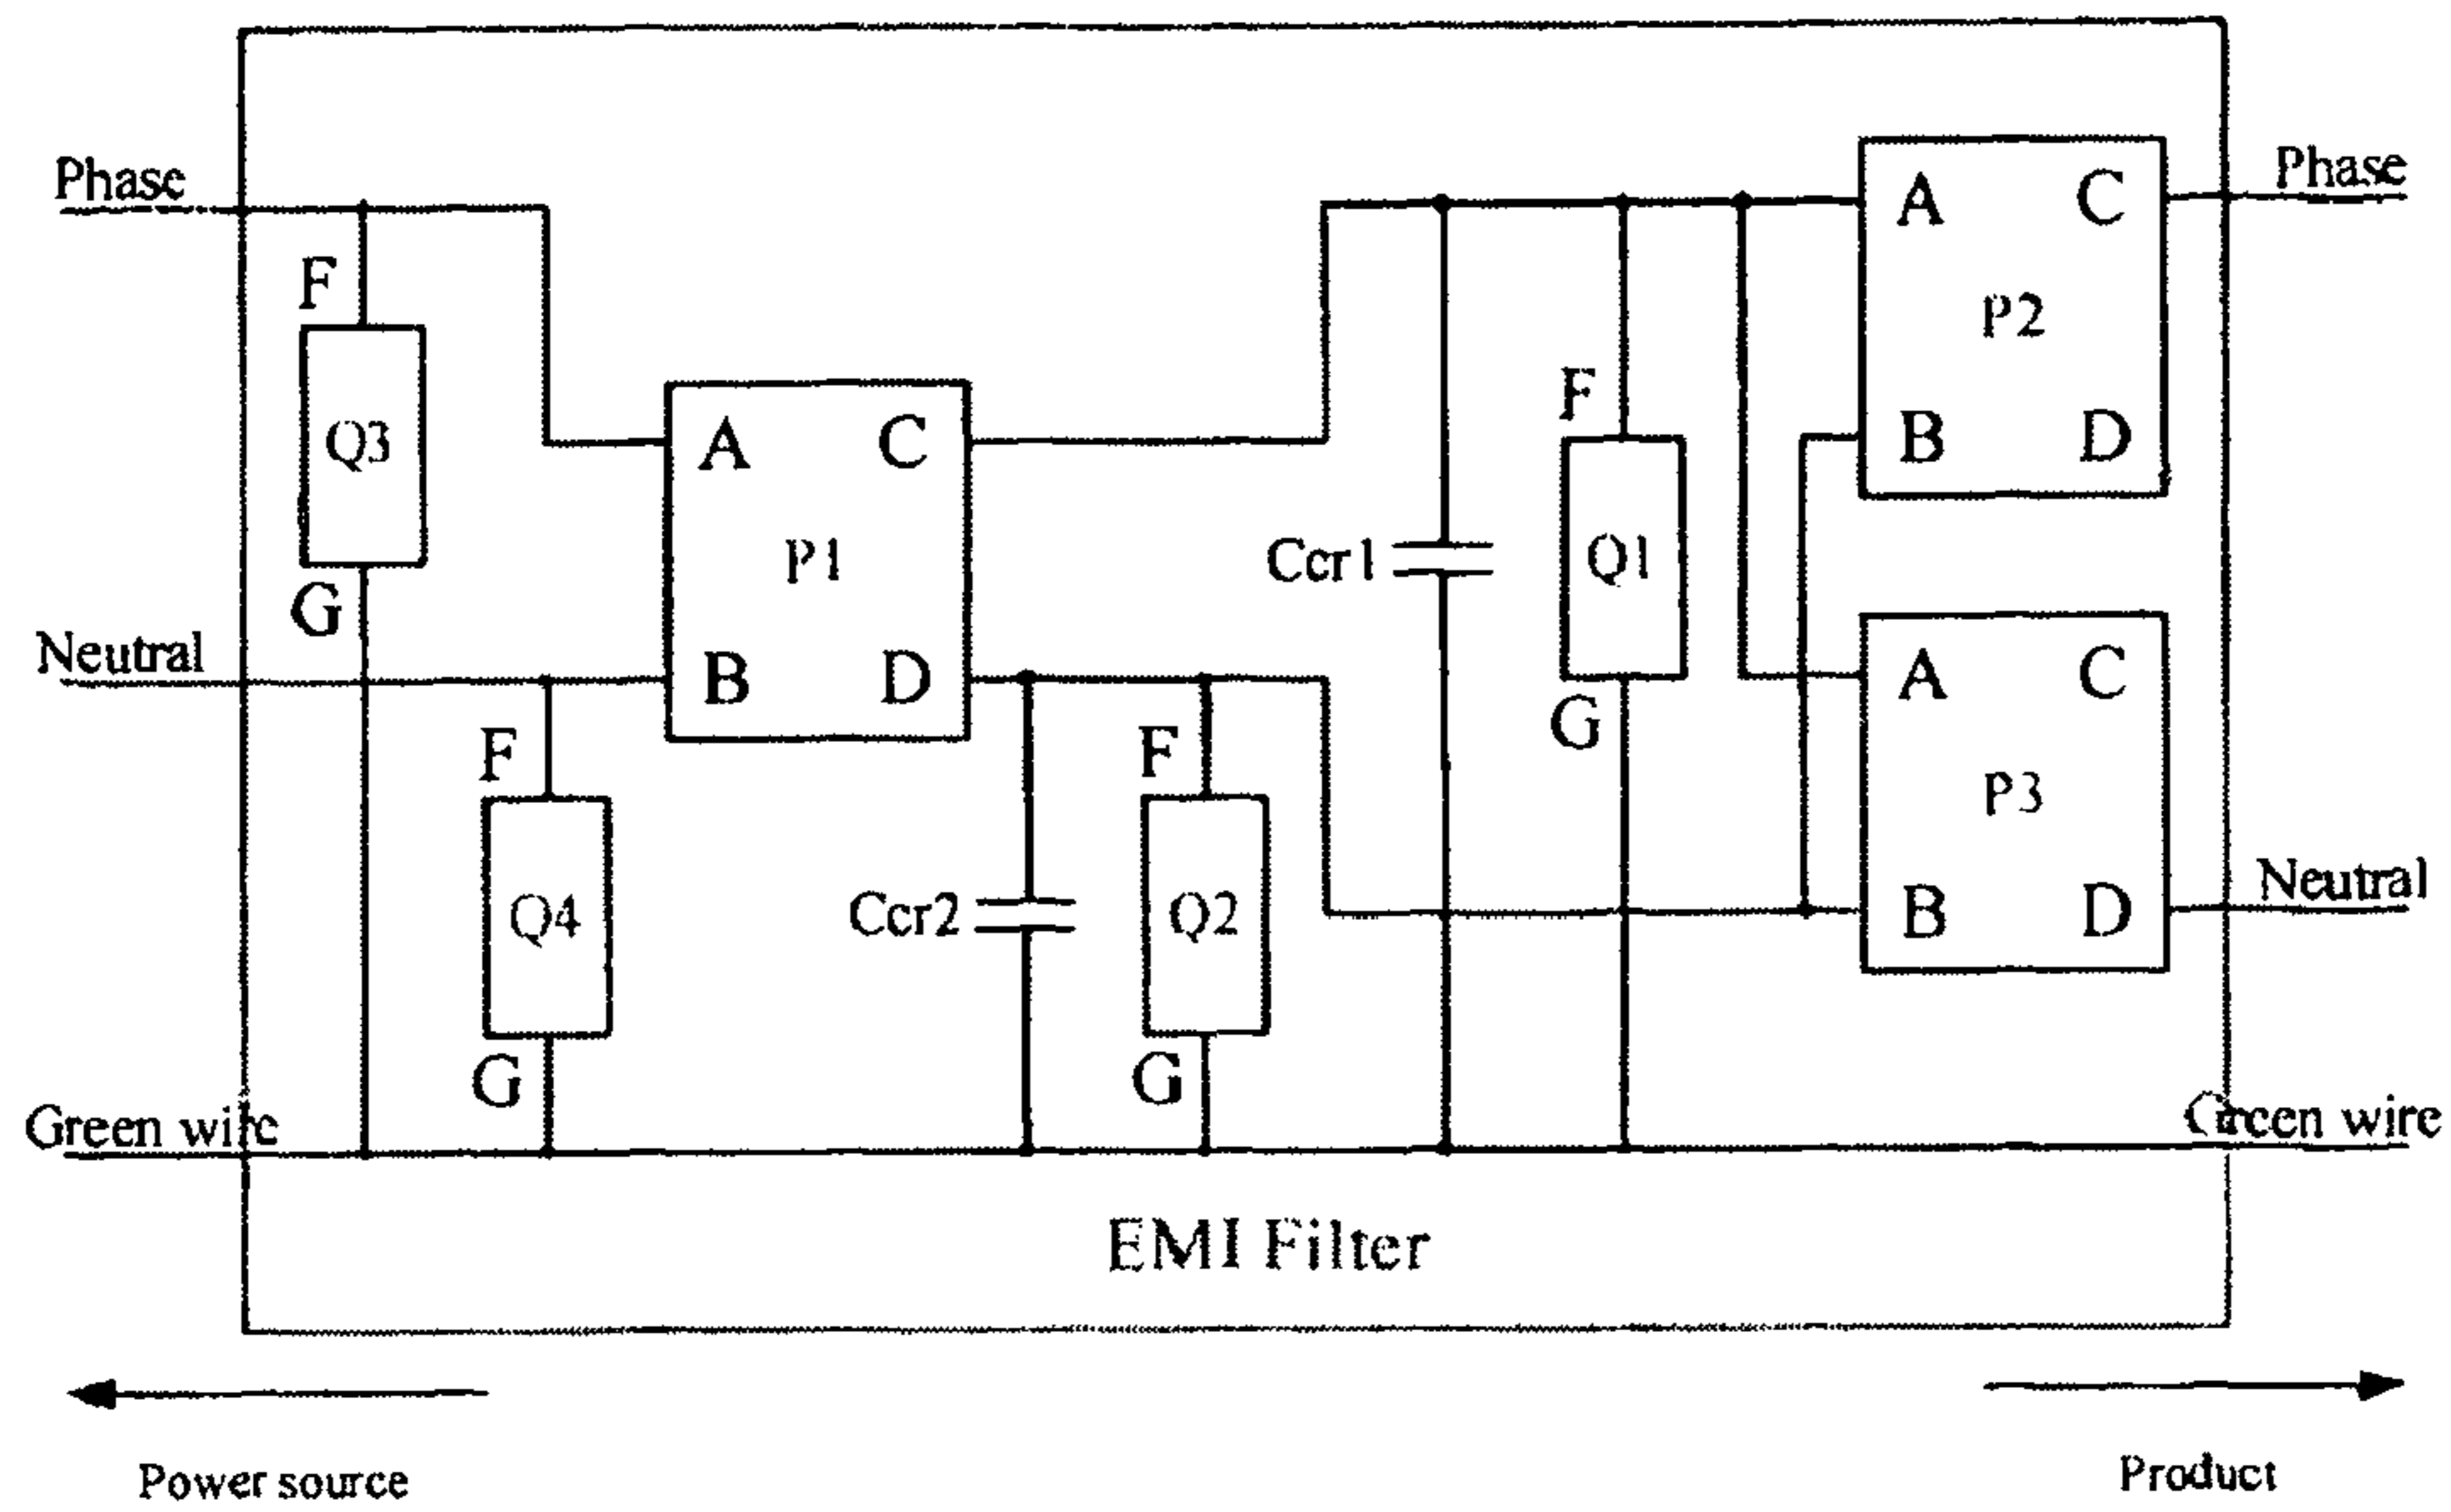 Phase
Phase
A C
F
P2
F
Q3
A C
B D
P1
Ccr1
Q1
G
Neutral
B D
A C
G
F
F
P3
Neutral
Q4
Ccr2
Q2
B D
G
G
Green wire
Green wire
EMI Filter
Power source
Product